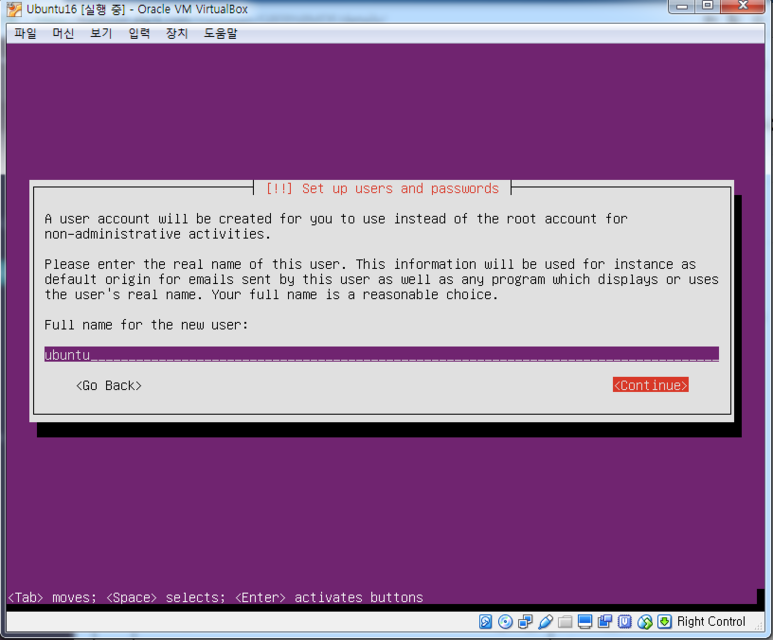 Ubuntu16 [실행 중] - Oracle VM VirtualBox
파일 머신 보기 입력 장치 도움말
[!!] Set up users and passwords
A user account will be created for you to use instead of the root account for
non-administrative activities.
Please enter the real name of this user. This information will be used for instance as
default origin for emails sent by this user as well as any program which displays or uses
the user's real name. Your full name is a reasonable choice.
Full name for the new user:
ubuntu
<Go Back> <Continue>
<Tab> moves; <Space> selects; <Enter> activates buttons
Right Control